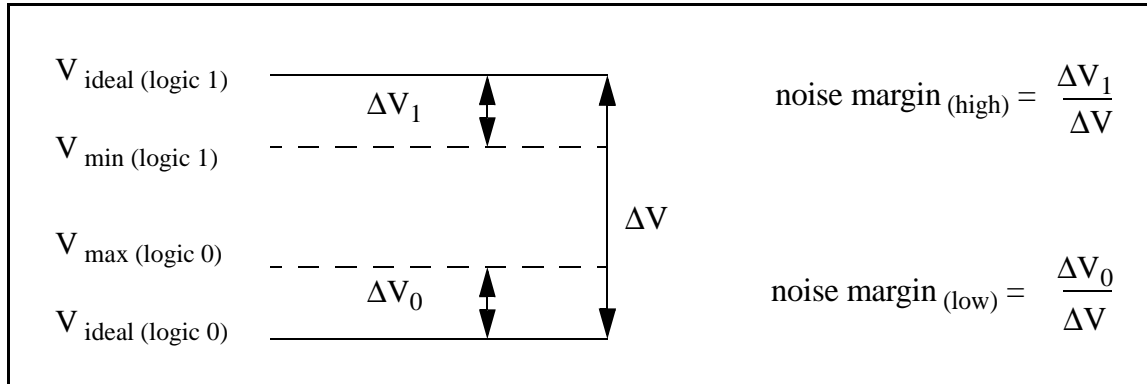 V ideal (logic 1)
ΔV1
noise margin (high) = ΔV1 / ΔV
V min (logic 1)
ΔV
V max (logic 0)
ΔV0
noise margin (low) = ΔV0 / ΔV
V ideal (logic 0)